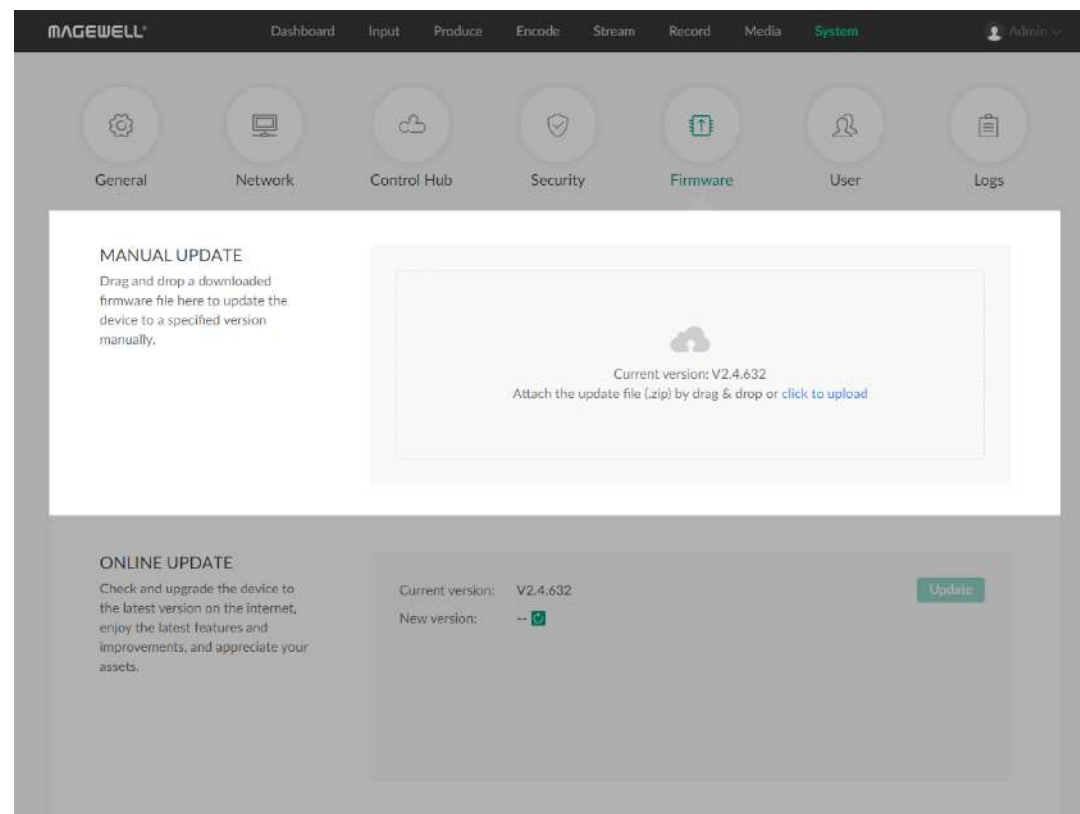 MAGEWELL®
Dashboard Input Produce Encode Stream Record Media System Admin
General Network Control Hub Security Firmware User Logs
MANUAL UPDATE
Drag and drop a downloaded
firmware file here to update the
device to a specified version
manually.
Current version: V2.4.632
Attach the update file (.zip) by drag & drop or click to upload
ONLINE UPDATE
Check and upgrade the device to
the latest version on the internet,
enjoy the latest features and
improvements, and appreciate your
assets.
Current version: V2.4.632
New version: --
Update